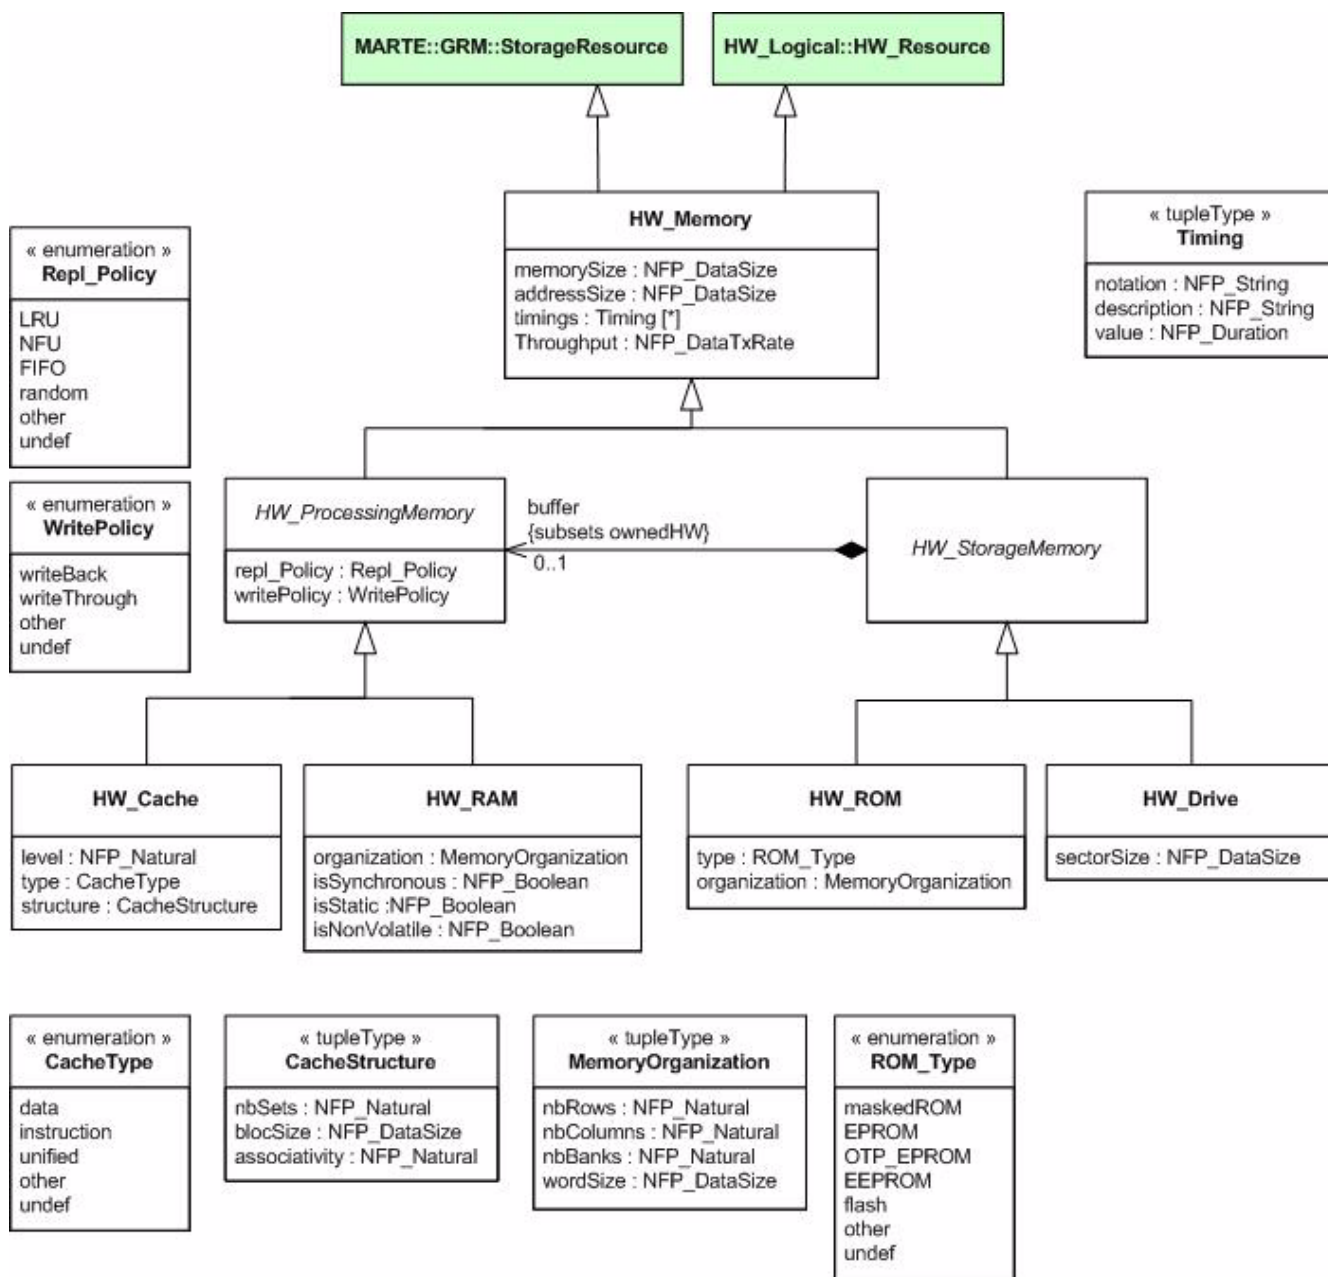 MARTE::GRM::StorageResource
HW_Logical::HW_Resource
HW_Memory
memorySize : NFP_DataSize
addressSize : NFP_DataSize
timings : Timing [*]
Throughput : NFP_DataTxRate
« tupleType »
Timing
notation : NFP_String
description : NFP_String
value : NFP_Duration
« enumeration »
Repl_Policy
LRU
NFU
FIFO
random
other
undef
« enumeration »
WritePolicy
writeBack
writeThrough
other
undef
HW_ProcessingMemory
repl_Policy : Repl_Policy
writePolicy : WritePolicy
buffer
{subsets ownedHW}
0..1
HW_StorageMemory
HW_Cache
level : NFP_Natural
type : CacheType
structure : CacheStructure
HW_RAM
organization : MemoryOrganization
isSynchronous : NFP_Boolean
isStatic :NFP_Boolean
isNonVolatile : NFP_Boolean
HW_ROM
type : ROM_Type
organization : MemoryOrganization
HW_Drive
sectorSize : NFP_DataSize
« enumeration »
CacheType
data
instruction
unified
other
undef
« tupleType »
CacheStructure
nbSets : NFP_Natural
blocSize : NFP_DataSize
associativity : NFP_Natural
« tupleType »
MemoryOrganization
nbRows : NFP_Natural
nbColumns : NFP_Natural
nbBanks : NFP_Natural
wordSize : NFP_DataSize
« enumeration »
ROM_Type
maskedROM
EPROM
OTP_EPROM
EEPROM
flash
other
undef